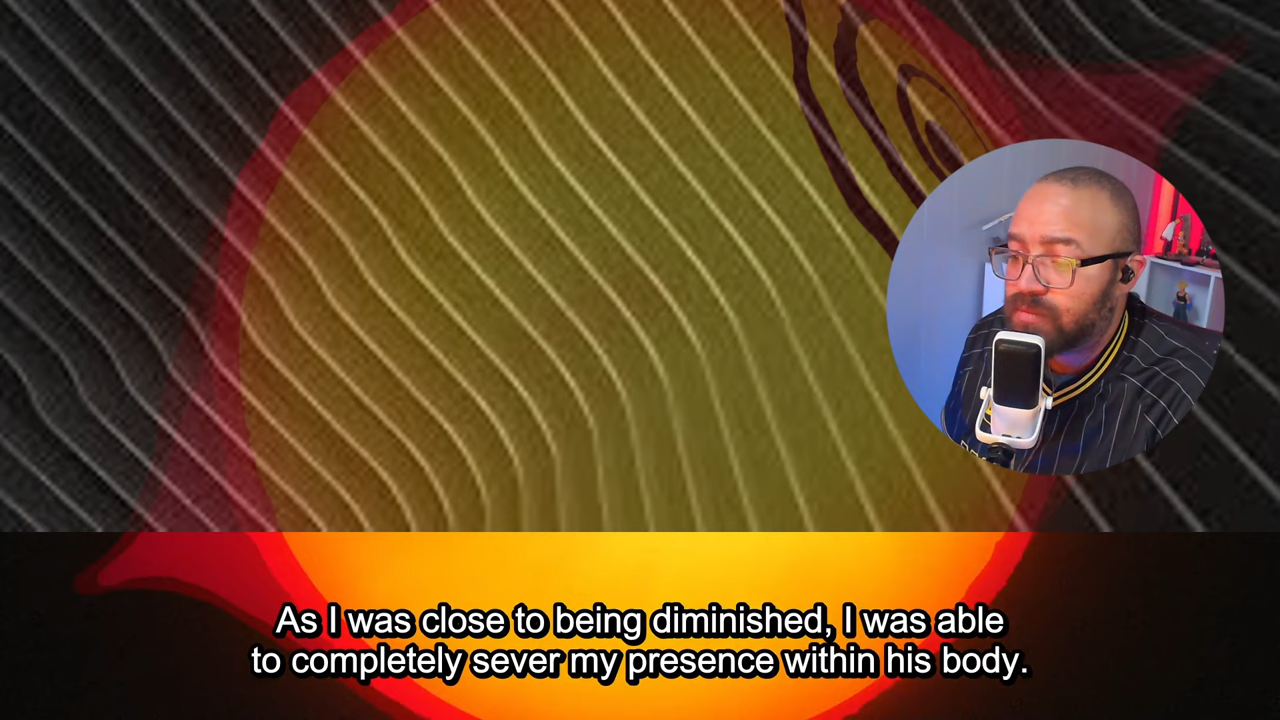 As I was close to being diminished, I was able
to completely sever my presence within his body.